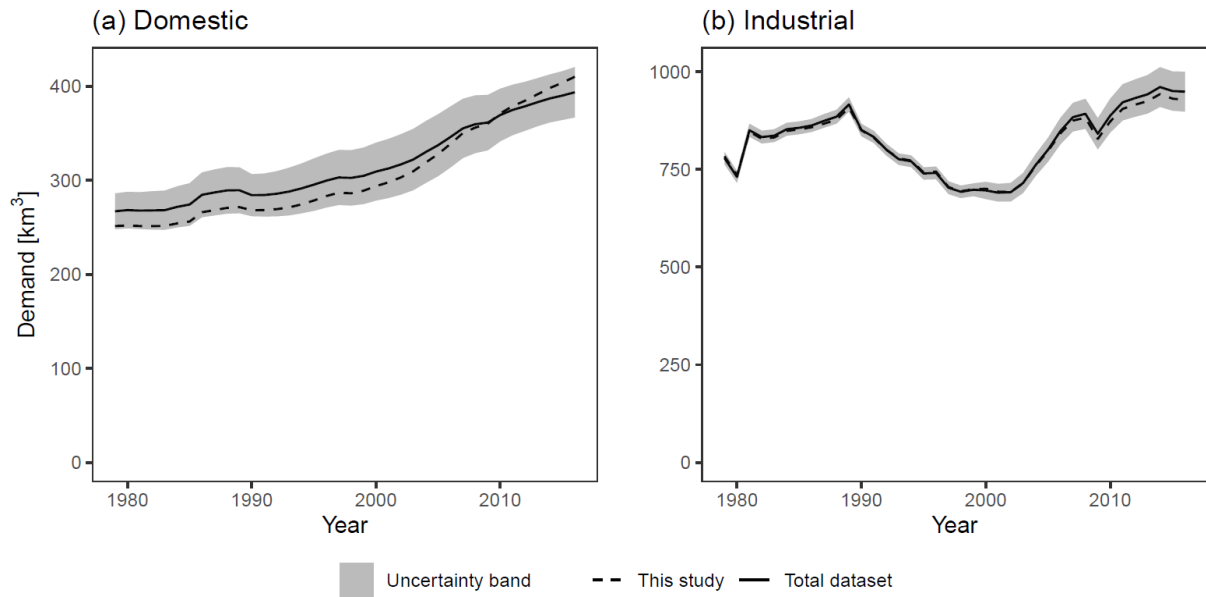 (a) Domestic
Demand [km³]
400
300
200
100
0
1980
1990
2000
2010
Year
(b) Industrial
1000
750
500
250
0
1980
1990
2000
2010
Year
Uncertainty band
This study
Total dataset